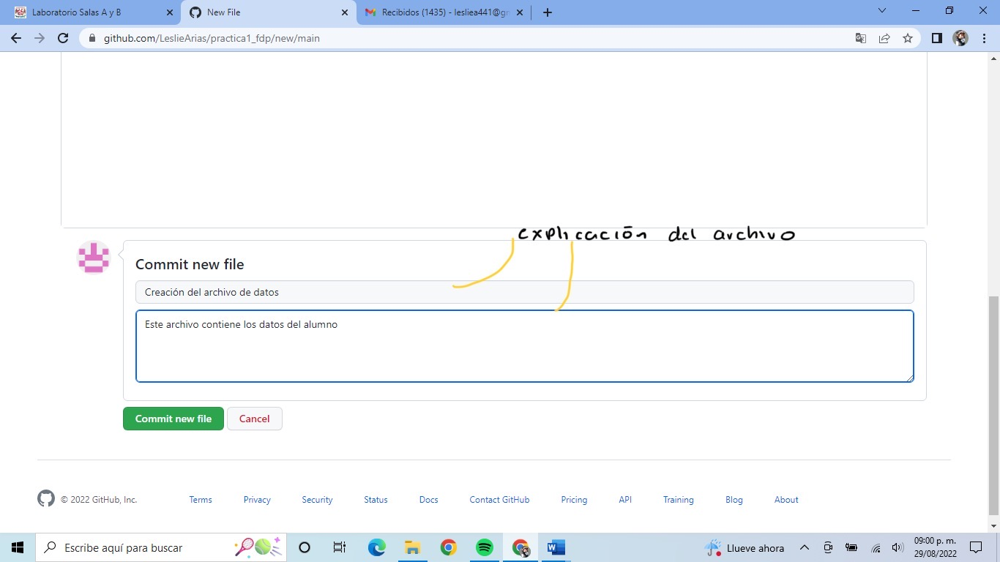 Laboratorio Salas A y B
New File
Recibidos (1435) - lesliea441@gr
github.com/LeslieArias/practica1_fdp/new/main
explicación del archivo
Commit new file
Creación del archivo de datos
Este archivo contiene los datos del alumno
Commit new file Cancel
© 2022 GitHub, Inc. Terms Privacy Security Status Docs Contact GitHub Pricing API Training Blog About
Escribe aquí para buscar
Llueve ahora
09:00 p. m.
29/08/2022